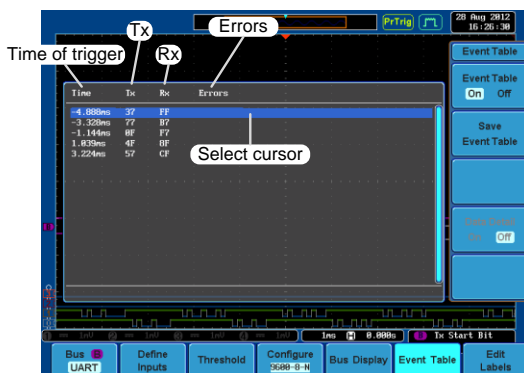 PrTrig
28 Aug 2012
16:26:30
Tx
Errors
Time of trigger
Rx
Time Tx Rx Errors
-4.888ms 37 FF
-3.328ms 77 B7
-1.144ms 0F F7
1.039ms 4F 8F
3.224ms 57 CF
Select cursor
Event Table
Event Table
On Off
Save
Event Table
Off
1ms 0.000s B Tx Start Bit
Bus B
UART
Define
Inputs
Threshold
Configure
9600-8-N
Bus Display
Event Table
Edit
Labels